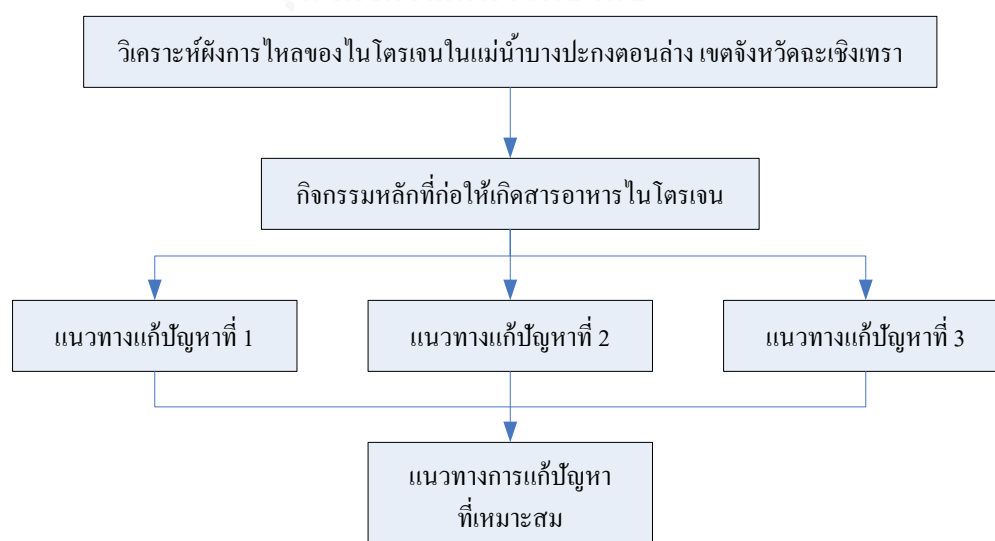 วิเคราะห์ผังการไหลของไนโตรเจนในแม่น้ำบางปะกงตอนล่าง เขตจังหวัดฉะเชิงเทรา
กิจกรรมหลักที่ก่อให้เกิดสารอาหารไนโตรเจน
แนวทางแก้ปัญหาที่ 1
แนวทางแก้ปัญหาที่ 2
แนวทางแก้ปัญหาที่ 3
แนวทางการแก้ปัญหา
ที่เหมาะสม